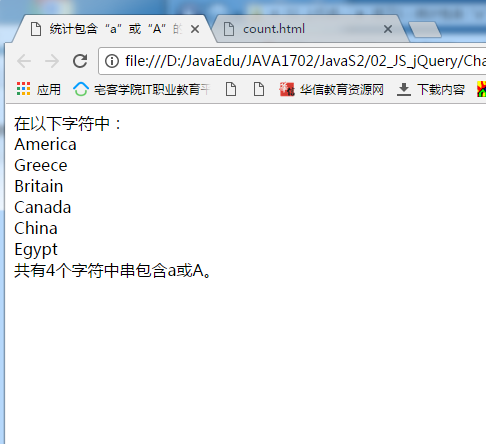 统计包含“a”或“A”的
count.html
file:///D:/JavaEdu/JAVA1702/JavaS2/02_JS_jQuery/Cha
应用 宅客学院IT职业教育平 华信教育资源网 下载内容
在以下字符中：
America
Greece
Britain
Canada
China
Egypt
共有4个字符中串包含a或A。